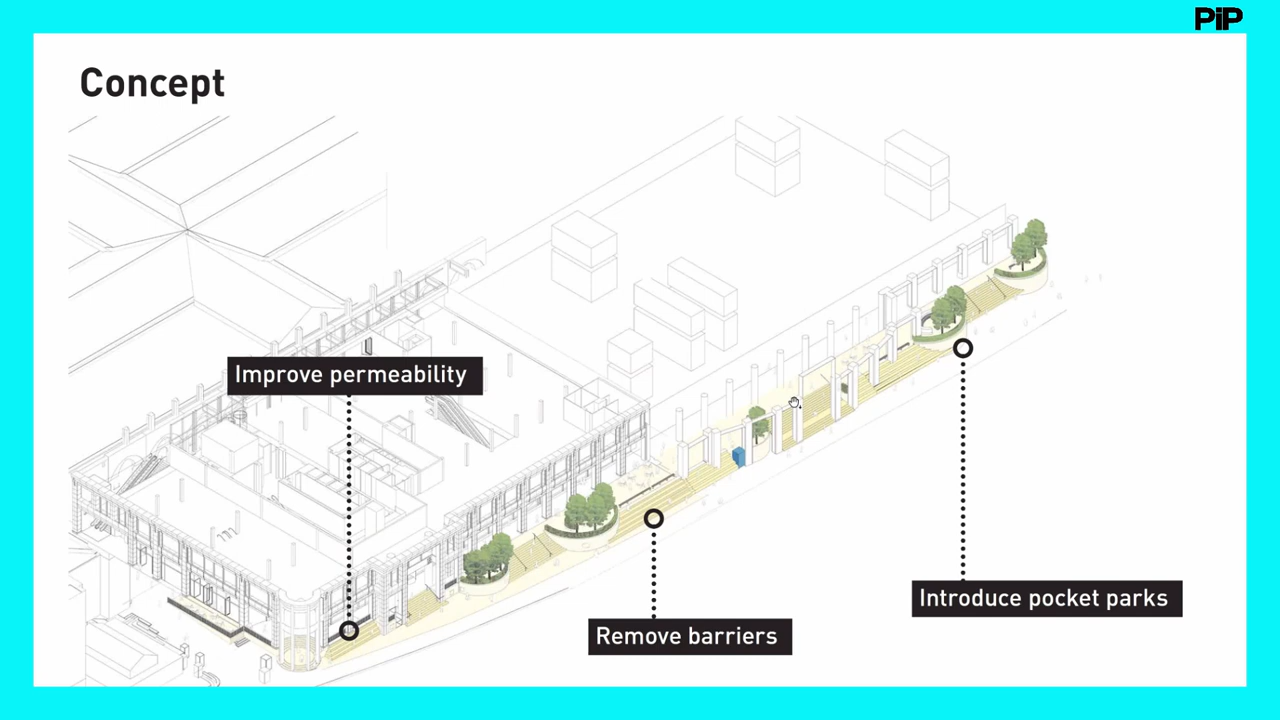 PiP
Concept
Improve permeability
Introduce pocket parks
Remove barriers